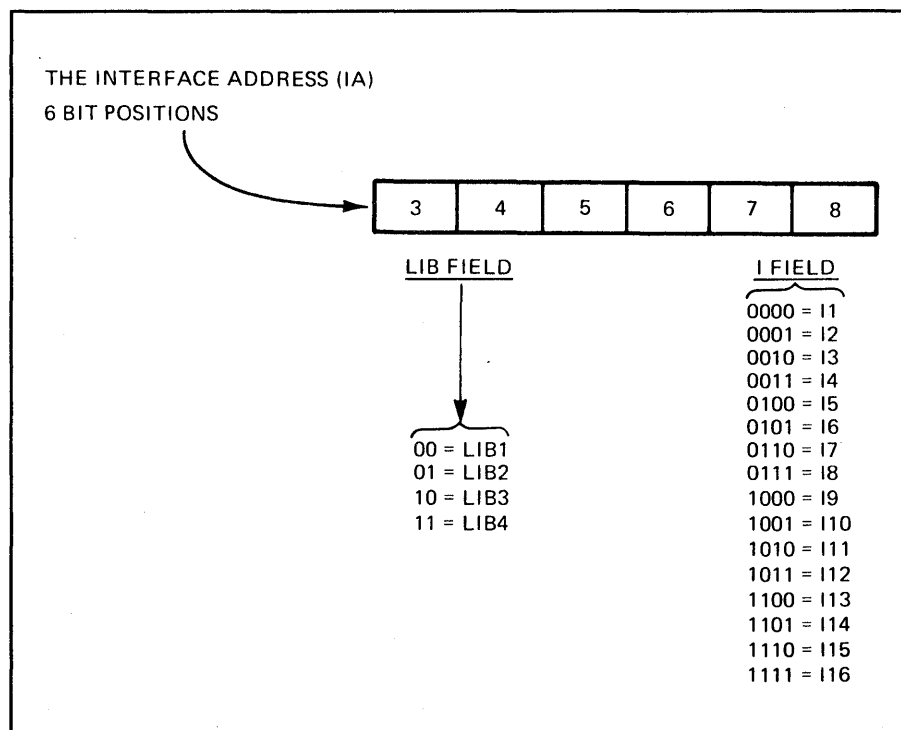 THE INTERFACE ADDRESS (IA)
6 BIT POSITIONS
3 4 5 6 7 8
LIB FIELD
I FIELD
00 = LIB1
01 = LIB2
10 = LIB3
11 = LIB4
0000 = I1
0001 = I2
0010 = I3
0011 = I4
0100 = I5
0101 = I6
0110 = I7
0111 = I8
1000 = I9
1001 = I10
1010 = I11
1011 = I12
1100 = I13
1101 = I14
1110 = I15
1111 = I16